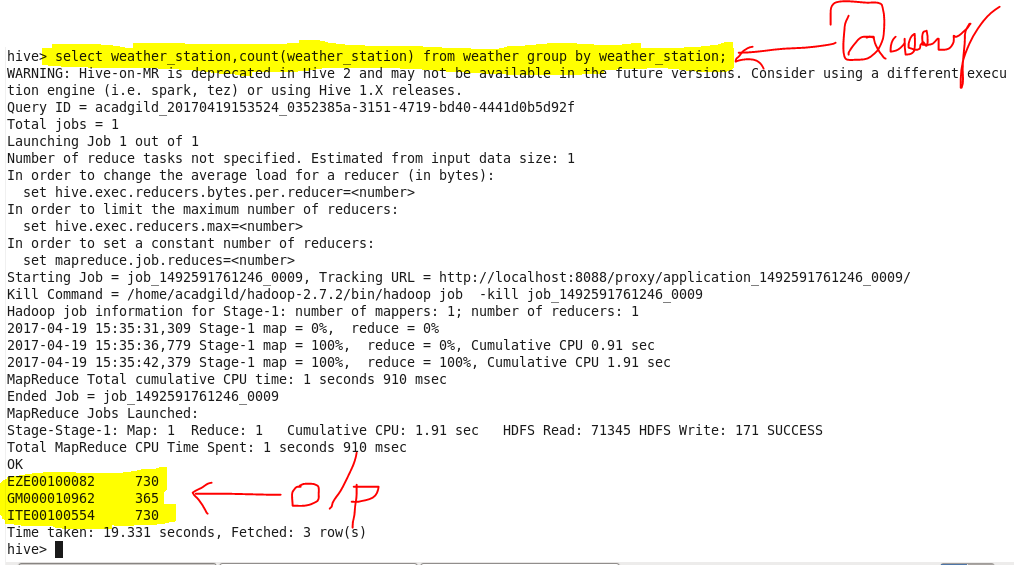 Query
hive> select weather_station,count(weather_station) from weather group by weather_station;
WARNING: Hive-on-MR is deprecated in Hive 2 and may not be available in the future versions. Consider using a different execu
tion engine (i.e. spark, tez) or using Hive 1.X releases.
Query ID = acadgild_20170419153524_0352385a-3151-4719-bd40-4441d0b5d92f
Total jobs = 1
Launching Job 1 out of 1
Number of reduce tasks not specified. Estimated from input data size: 1
In order to change the average load for a reducer (in bytes):
  set hive.exec.reducers.bytes.per.reducer=<number>
In order to limit the maximum number of reducers:
  set hive.exec.reducers.max=<number>
In order to set a constant number of reducers:
  set mapreduce.job.reduces=<number>
Starting Job = job_1492591761246_0009, Tracking URL = http://localhost:8088/proxy/application_1492591761246_0009/
Kill Command = /home/acadgild/hadoop-2.7.2/bin/hadoop job  -kill job_1492591761246_0009
Hadoop job information for Stage-1: number of mappers: 1; number of reducers: 1
2017-04-19 15:35:31,309 Stage-1 map = 0%,  reduce = 0%
2017-04-19 15:35:36,779 Stage-1 map = 100%,  reduce = 0%, Cumulative CPU 0.91 sec
2017-04-19 15:35:42,379 Stage-1 map = 100%,  reduce = 100%, Cumulative CPU 1.91 sec
MapReduce Total cumulative CPU time: 1 seconds 910 msec
Ended Job = job_1492591761246_0009
MapReduce Jobs Launched:
Stage-Stage-1: Map: 1  Reduce: 1   Cumulative CPU: 1.91 sec   HDFS Read: 71345 HDFS Write: 171 SUCCESS
Total MapReduce CPU Time Spent: 1 seconds 910 msec
OK
EZE00100082     730
GM000010962     365
O/P
ITE00100554     730
Time taken: 19.331 seconds, Fetched: 3 row(s)
hive>